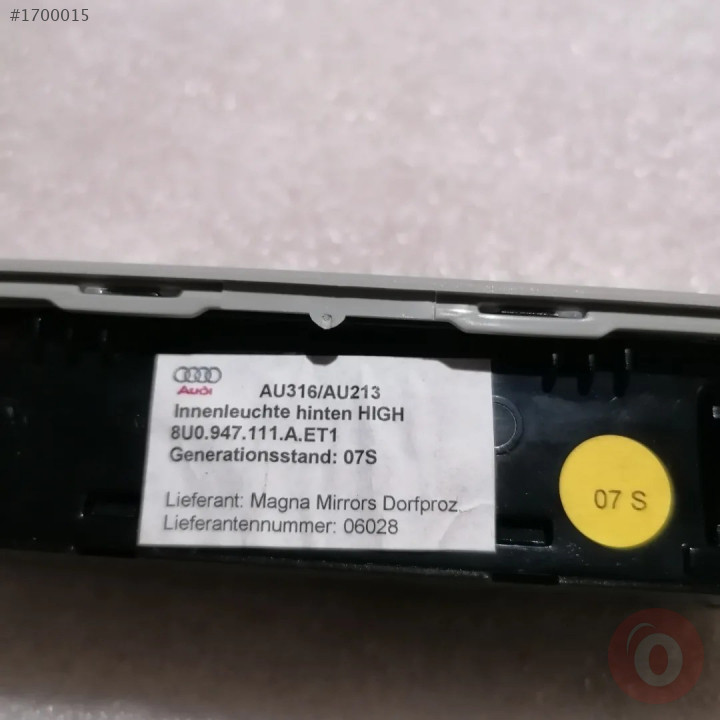 #1700015
Audi
AU316/AU213
Innenleuchte hinten HIGH
8U0.947.111.A.ET1
Generationsstand: 07S
Lieferant: Magna Mirrors Dorfproz.
Lieferantennummer: 06028
07 S